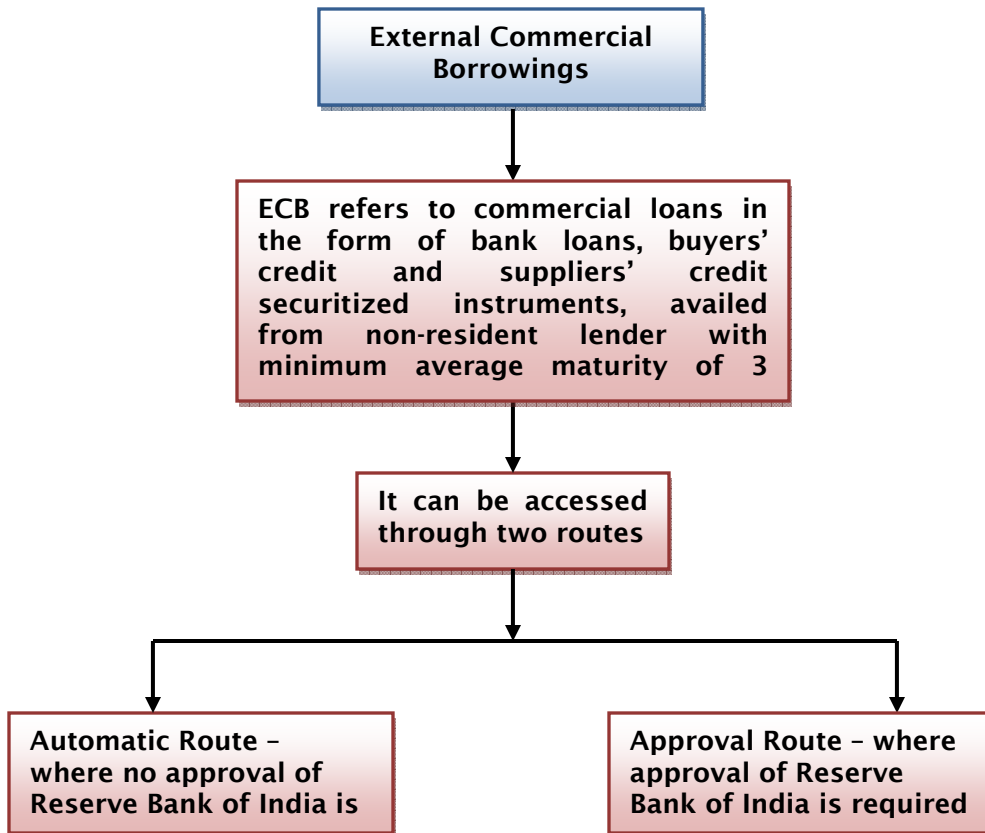 External Commercial
Borrowings
ECB refers to commercial loans in
the form of bank loans, buyers’
credit and suppliers’ credit
securitized instruments, availed
from non-resident lender with
minimum average maturity of 3
It can be accessed
through two routes
Automatic Route –
where no approval of
Reserve Bank of India is
Approval Route – where
approval of Reserve
Bank of India is required